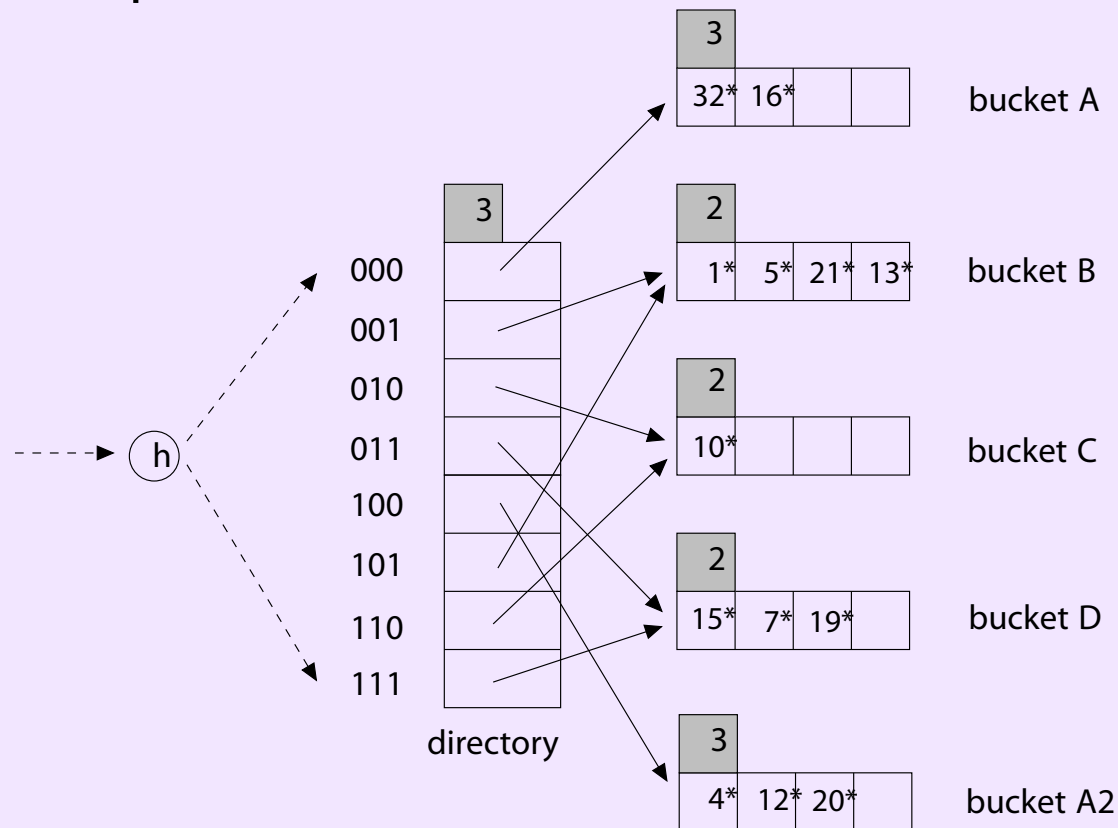 3
32* 16*
bucket A
3
2
000
1* 5* 21* 13*
bucket B
001
010
2
011
10*
bucket C
h
100
101
2
110
15* 7* 19*
bucket D
111
directory
3
4* 12* 20*
bucket A2